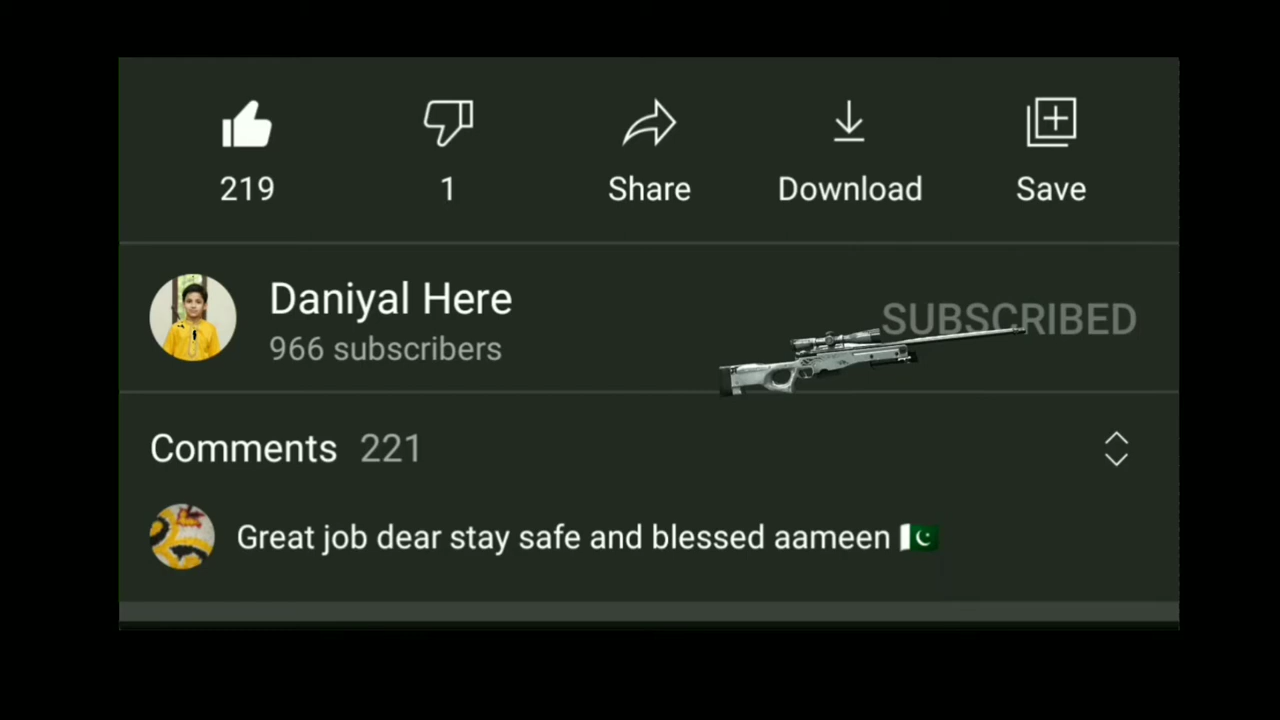 219
1
Share
Download
Save
Daniyal Here
SUBSCRIBED
966 subscribers
Comments 221
Great job dear stay safe and blessed aameen 🇵🇰